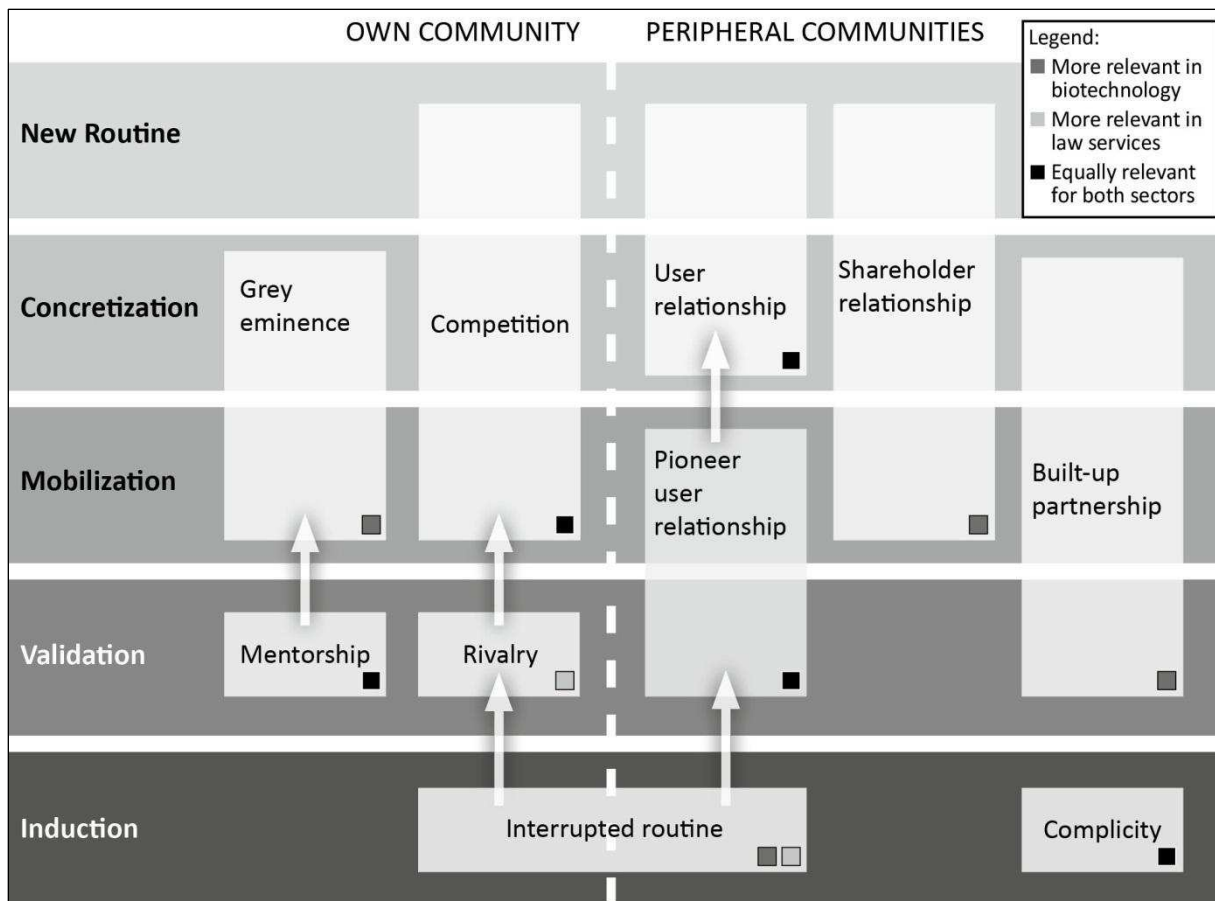 OWN COMMUNITY
PERIPHERAL COMMUNITIES
Legend:
More relevant in
biotechnology
More relevant in
law services
Equally relevant
for both sectors
New Routine
Concretization
Grey
eminence
Competition
User
relationship
Shareholder
relationship
Mobilization
Pioneer
user
relationship
Built-up
partnership
Validation
Mentorship
Rivalry
Induction
Interrupted routine
Complicity